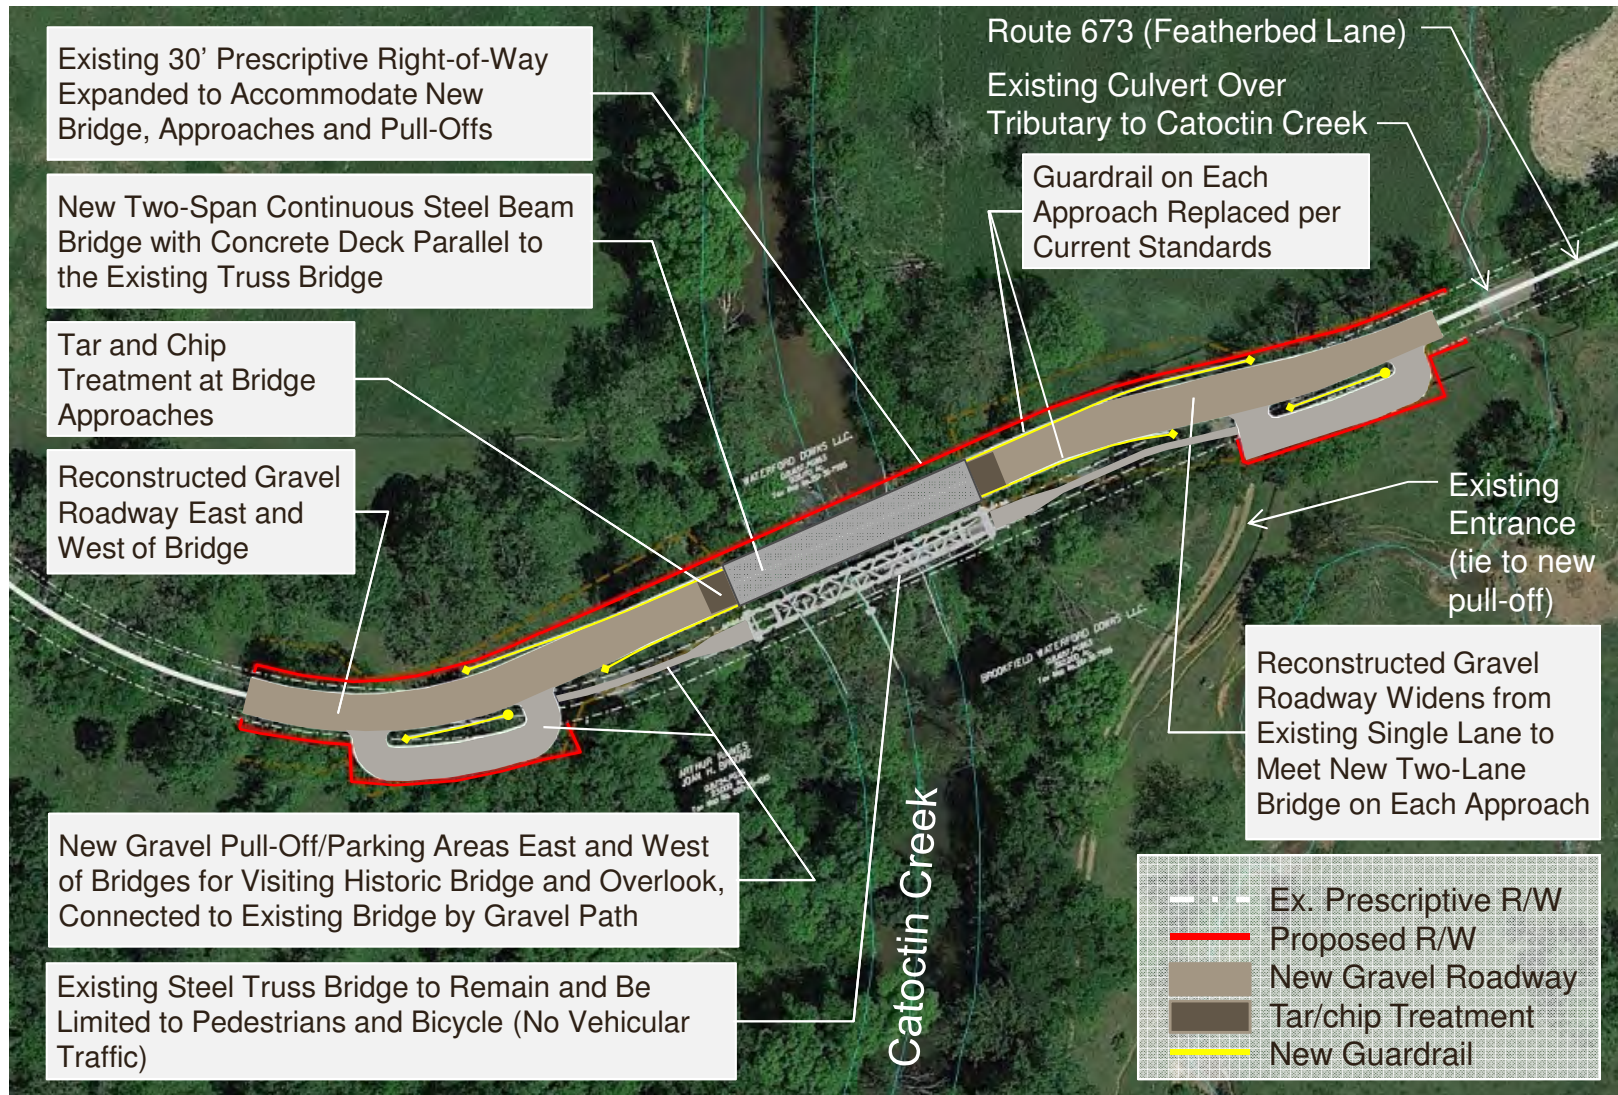 Existing 30’ Prescriptive Right-of-Way
Expanded to Accommodate New
Bridge, Approaches and Pull-Offs
New Two-Span Continuous Steel Beam
Bridge with Concrete Deck Parallel to
the Existing Truss Bridge
Tar and Chip
Treatment at Bridge
Approaches
Reconstructed Gravel
Roadway East and
West of Bridge
Route 673 (Featherbed Lane)
Existing Culvert Over
Tributary to Catoctin Creek
Guardrail on Each
Approach Replaced per
Current Standards
WATERFORD DOWNS LLC.
Existing
Entrance
(tie to new
pull-off)
BROOKFIELD WATERFORD DOWNS LLC.
Reconstructed Gravel
Roadway Widens from
Existing Single Lane to
Meet New Two-Lane
Bridge on Each Approach
New Gravel Pull-Off/Parking Areas East and West
of Bridges for Visiting Historic Bridge and Overlook,
Connected to Existing Bridge by Gravel Path
Existing Steel Truss Bridge to Remain and Be
Limited to Pedestrians and Bicycle (No Vehicular
Traffic)
Catoctin Creek
Ex. Prescriptive R/W
Proposed R/W
New Gravel Roadway
Tar/chip Treatment
New Guardrail